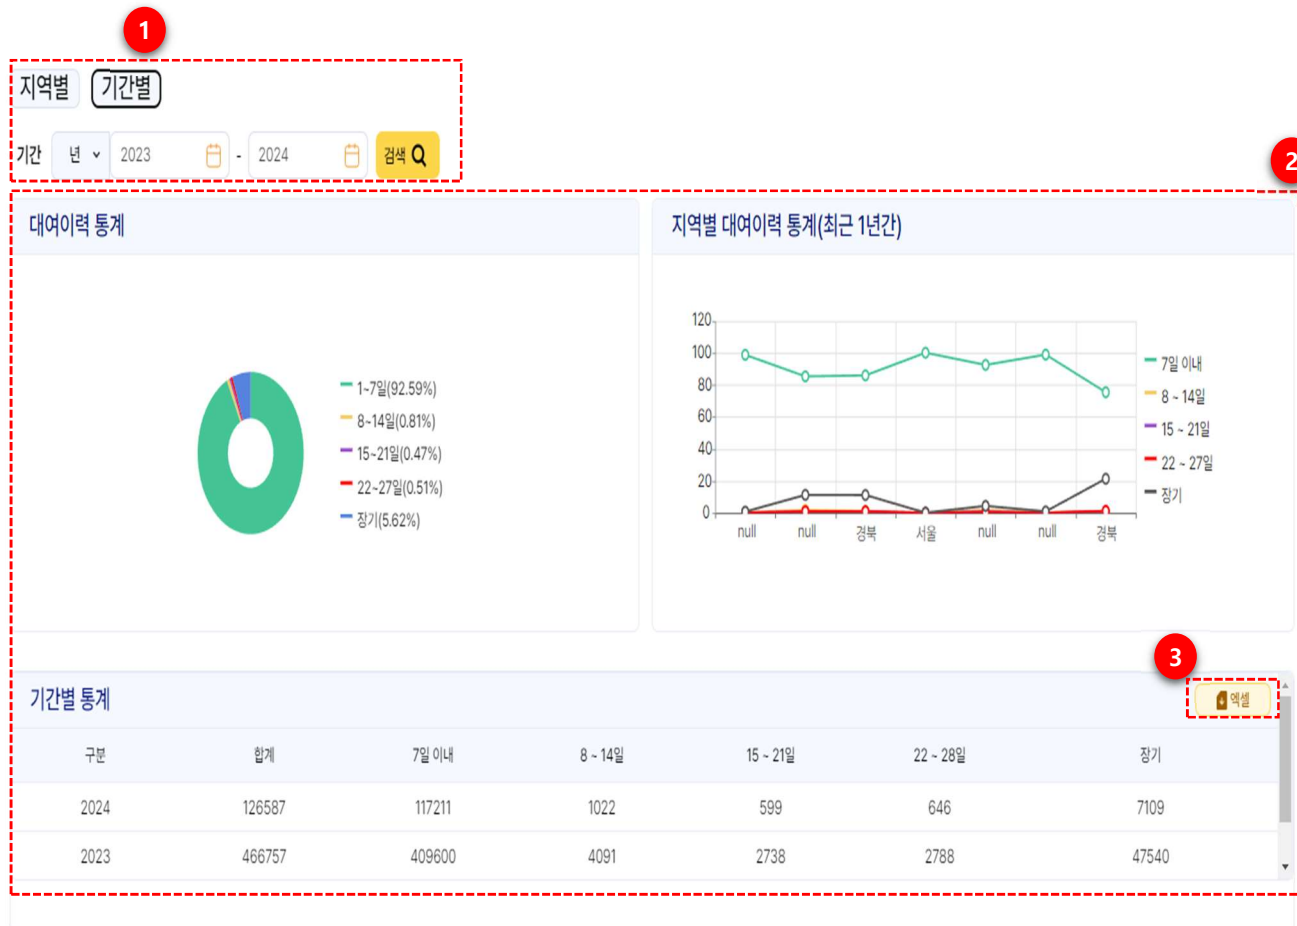 1
지역별 기간별
기간 년 2023 - 2024 검색
2
대여이력 통계
1~7일(92.59%)
8~14일(0.81%)
15~21일(0.47%)
22~27일(0.51%)
장기(5.62%)
지역별 대여이력 통계(최근 1년간)
120
100
80
60
40
20
0
null null 경북 서울 null null 경북
7일 이내
8 ~ 14일
15 ~ 21일
22 ~ 27일
장기
3
기간별 통계 엑셀
구분 합계 7일 이내 8 ~ 14일 15 ~ 21일 22 ~ 28일 장기
2024 126587 117211 1022 599 646 7109
2023 466757 409600 4091 2738 2788 47540